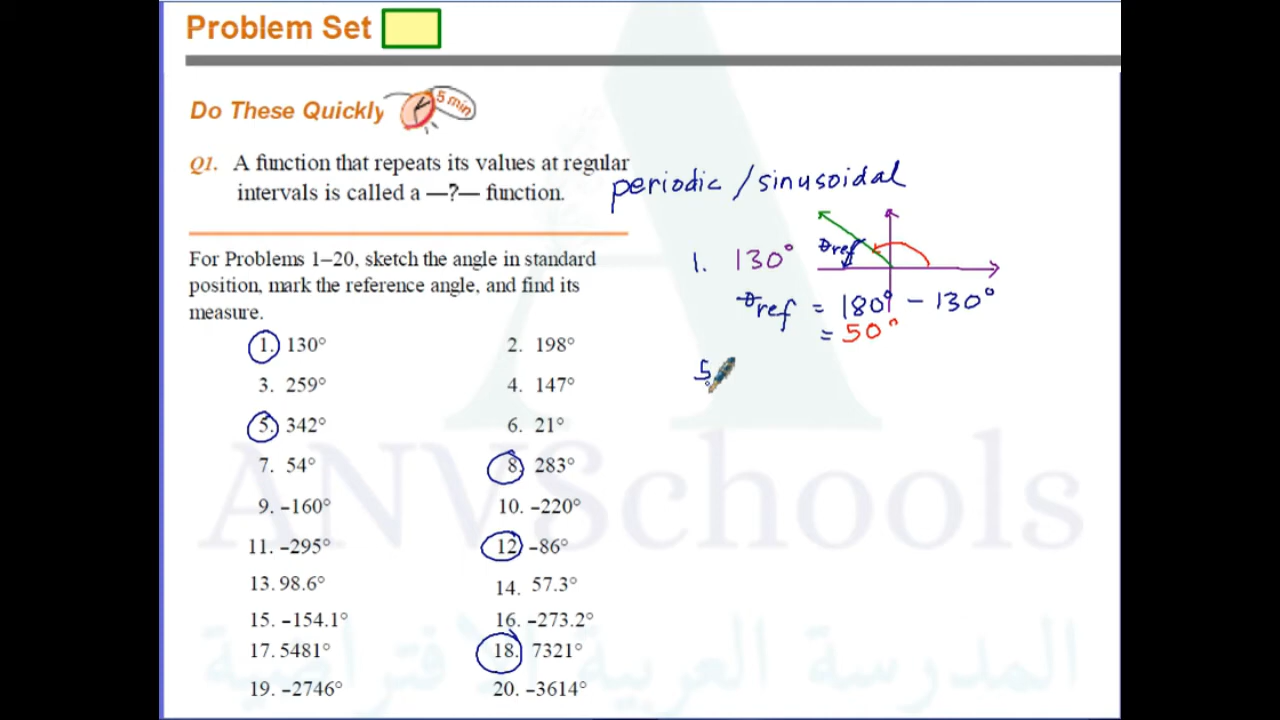 Problem Set
Do These Quickly
5 min
Q1. A function that repeats its values at regular
intervals is called a —?— function.
periodic / sinusoidal
For Problems 1–20, sketch the angle in standard
position, mark the reference angle, and find its
measure.
1. 130° 2. 198°
3. 259° 4. 147°
5. 342° 6. 21°
7. 54° 8. 283°
9. –160° 10. –220°
11. –295° 12 –86°
13. 98.6° 14. 57.3°
15. –154.1° 16. –273.2°
17. 5481° 18. 7321°
19. –2746° 20. –3614°
1. 130°
θref
θref = 180° - 130°
= 50°
5.
ANVSchools
المدرسة العربية الافتراضية